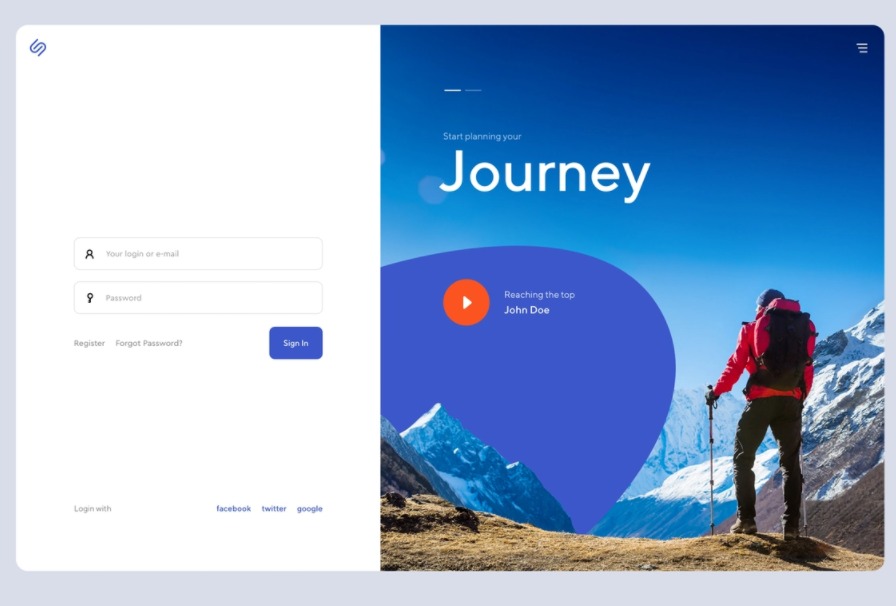 Your login or e-mail
Password
Register Forgot Password?
Sign In
Login with
facebook twitter google
Start planning your
Journey
Reaching the top
John Doe